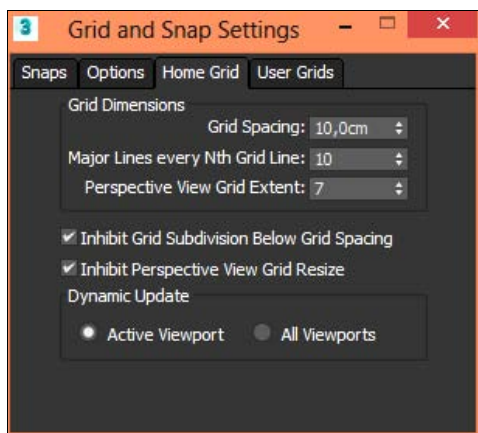 3 Grid and Snap Settings
Snaps Options Home Grid User Grids
Grid Dimensions
Grid Spacing: 10,0cm
Major Lines every Nth Grid Line: 10
Perspective View Grid Extent: 7
Inhibit Grid Subdivision Below Grid Spacing
Inhibit Perspective View Grid Resize
Dynamic Update
Active Viewport All Viewports